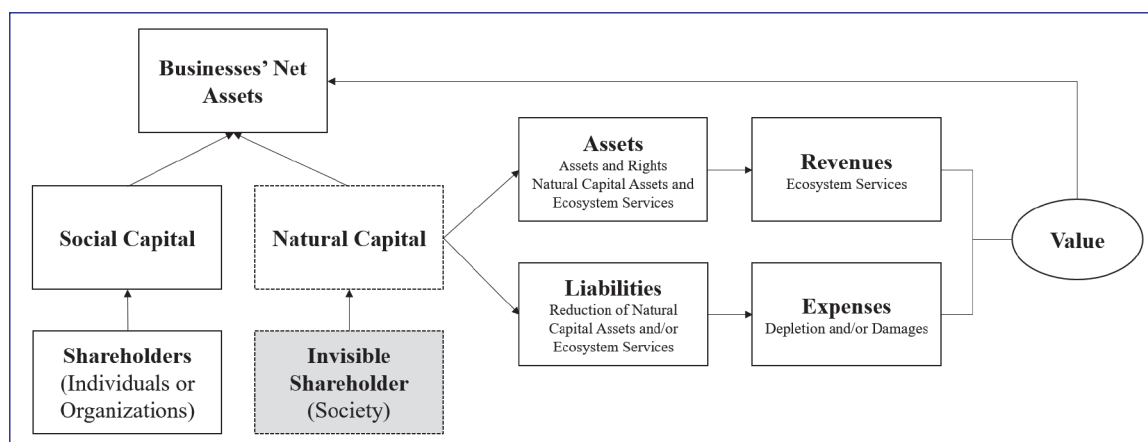 Businesses’ Net
Assets
Assets
Assets and Rights
Natural Capital Assets and
Ecosystem Services
Revenues
Ecosystem Services
Social Capital
Natural Capital
Value
Liabilities
Reduction of Natural
Capital Assets and/or
Ecosystem Services
Expenses
Depletion and/or Damages
Shareholders
(Individuals or
Organizations)
Invisible
Shareholder
(Society)